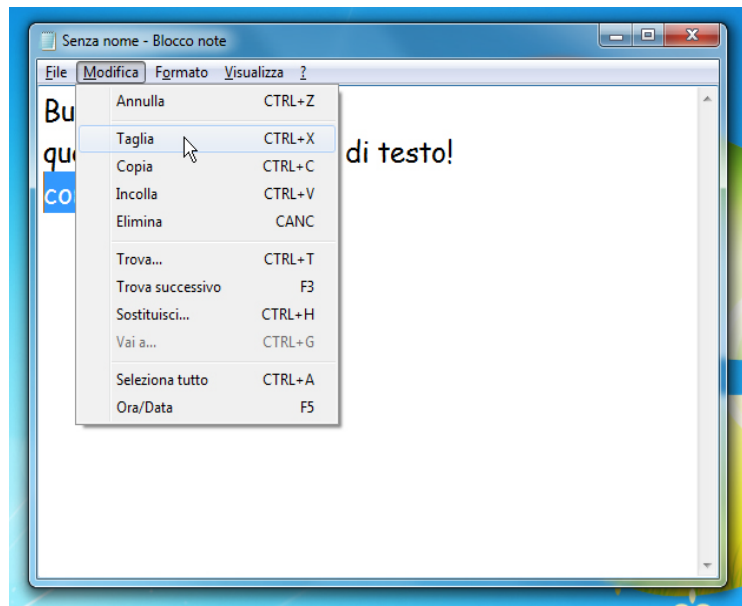 Senza nome - Blocco note
File Modifica Formato Visualizza ?
Annulla CTRL+Z
Taglia CTRL+X
Copia CTRL+C
Incolla CTRL+V
Elimina CANC
Trova... CTRL+T
Trova successivo F3
Sostituisci... CTRL+H
Vai a... CTRL+G
Seleziona tutto CTRL+A
Ora/Data F5
di testo!